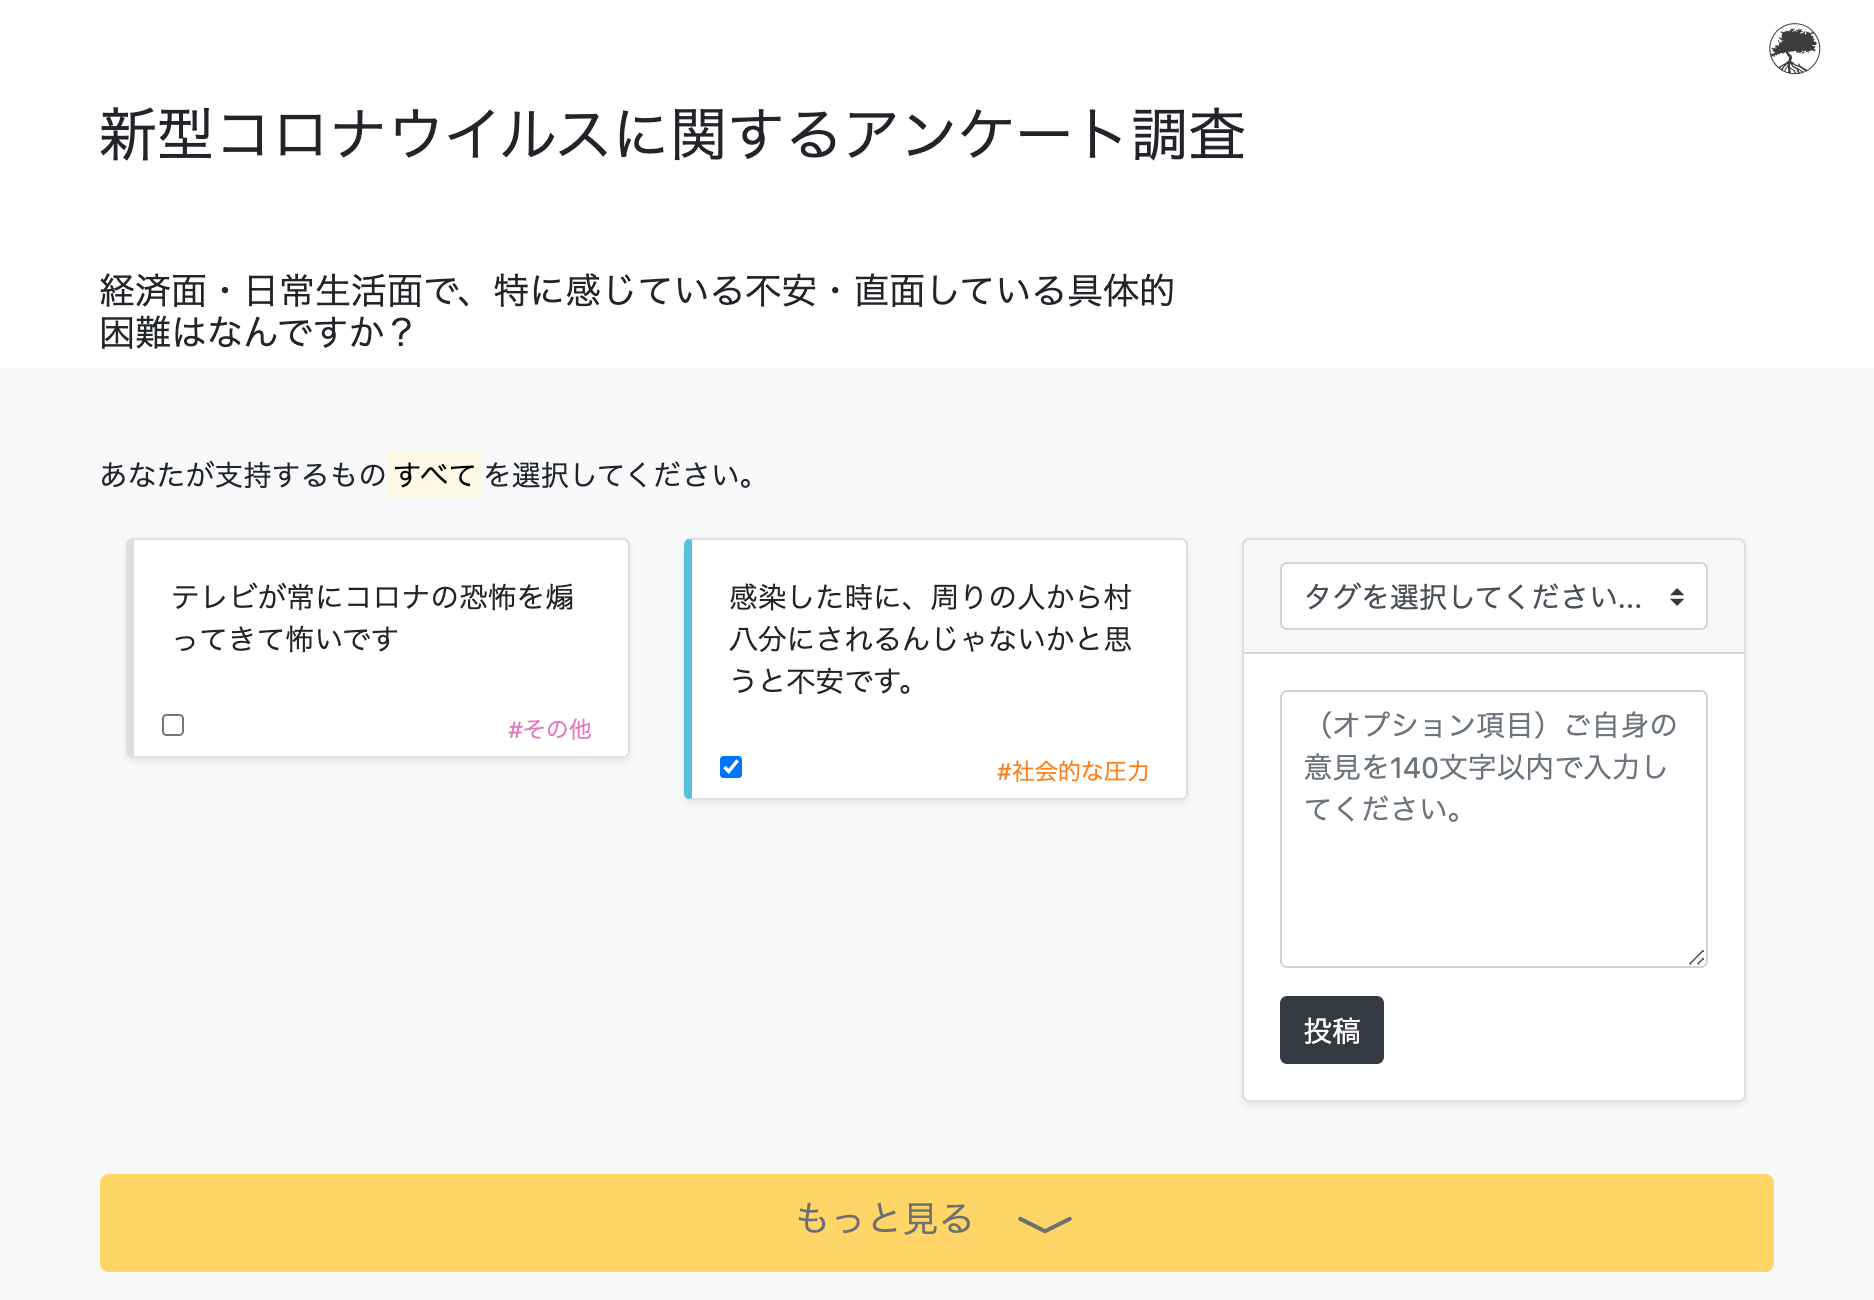 新型コロナウイルスに関するアンケート調査
経済面・日常生活面で、特に感じている不安・直面している具体的
困難はなんですか？
あなたが支持するものすべてを選択してください。
テレビが常にコロナの恐怖を煽
ってきて怖いです
#その他
感染した時に、周りの人から村
八分にされるんじゃないかと思
うと不安です。
#社会的な圧力
タグを選択してください...
（オプション項目）ご自身の
意見を140文字以内で入力し
てください。
投稿
もっと見る